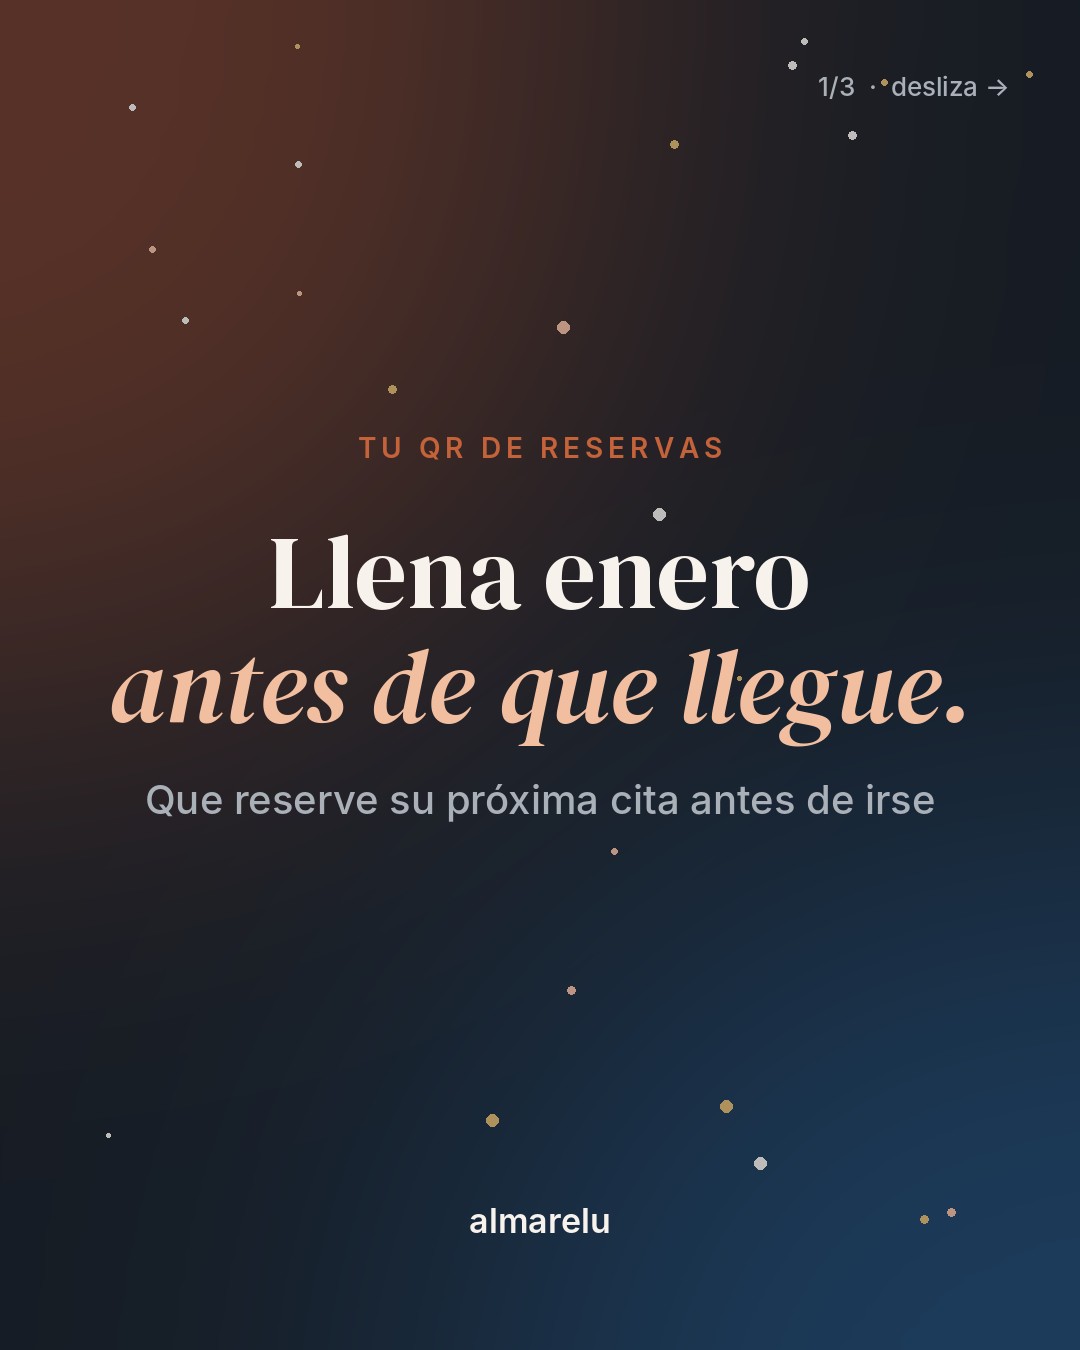 1/3 · desliza →
TU QR DE RESERVAS
Llena enero
antes de que llegue.
Que reserve su próxima cita antes de irse
almarelu